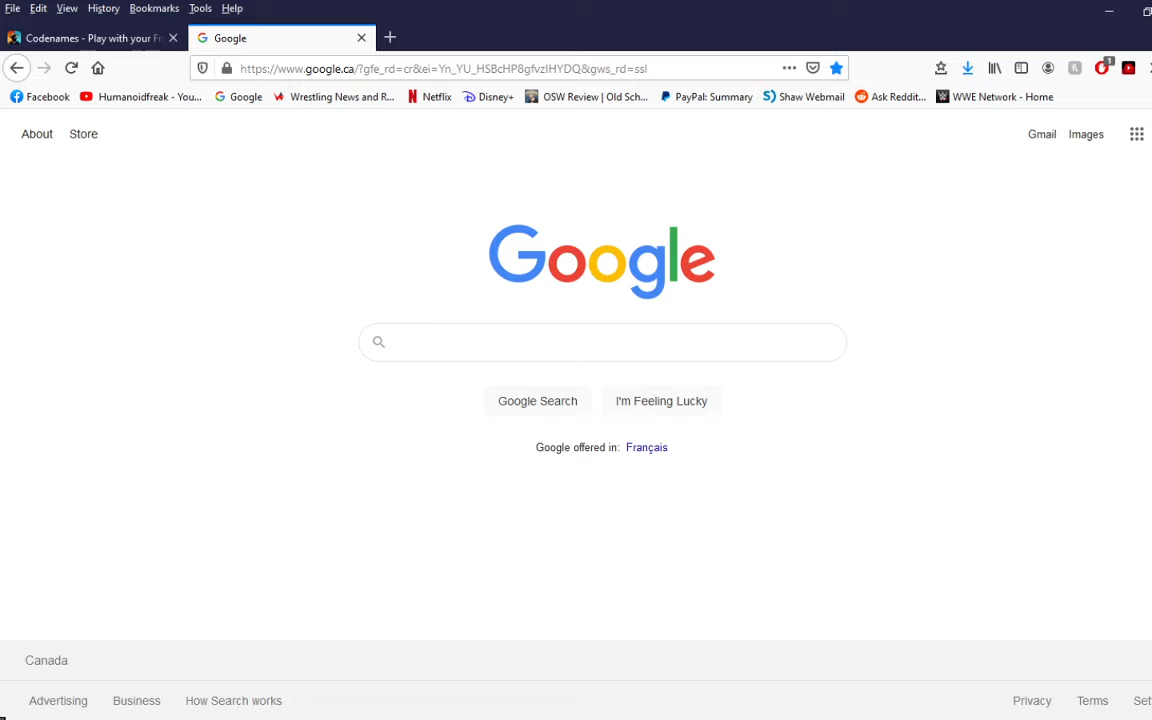 File Edit View History Bookmarks Tools Help
Codenames - Play with your Fr
Google
https://www.google.ca/?gfe_rd=cr&ei=Yn_YU_HSBcHP8gfvzIHYDQ&gws_rd=ssl
1
Facebook Humanoidfreak - You... Google Wrestling News and R... Netflix Disney+ OSW Review | Old Sch... PayPal: Summary Shaw Webmail Ask Reddit... WWE Network - Home
About Store Gmail Images
Google
Google Search I'm Feeling Lucky
Google offered in: Français
Canada
Advertising Business How Search works Privacy Terms Set